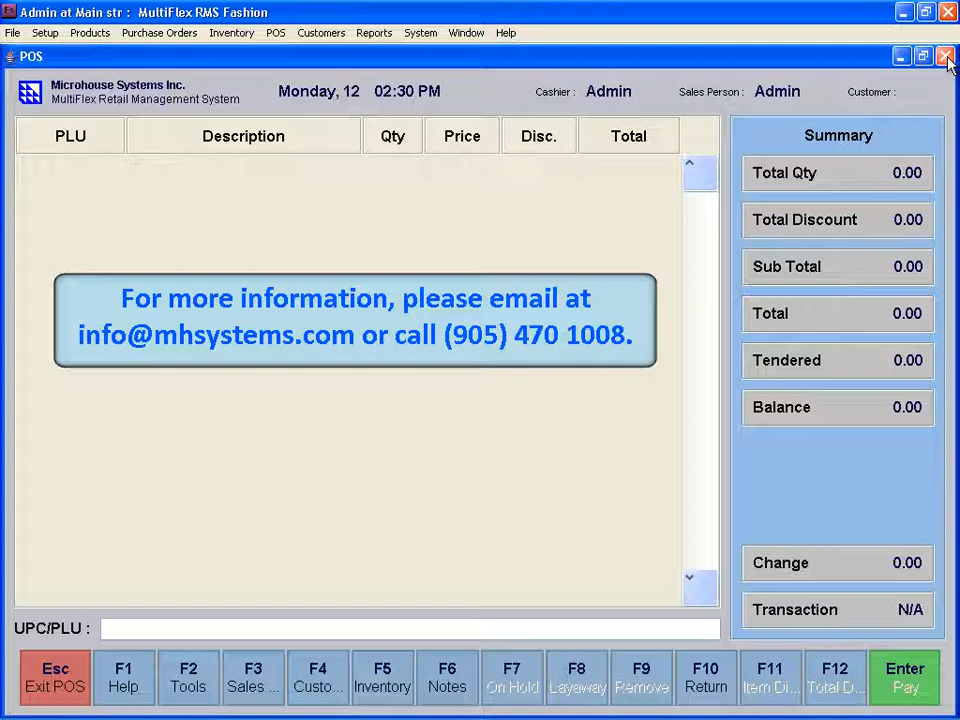 Admin at Main str : MultiFlex RMS Fashion
File Setup Products Purchase Orders Inventory POS Customers Reports System Window Help
POS
Microhouse Systems Inc.
MultiFlex Retail Management System
Monday, 12 02:30 PM
Cashier : Admin
Sales Person : Admin
Customer :
PLU Description Qty Price Disc. Total
Summary
Total Qty 0.00
Total Discount 0.00
Sub Total 0.00
Total 0.00
Tendered 0.00
Balance 0.00
For more information, please email at
info@mhsystems.com or call (905) 470 1008.
Change 0.00
Transaction N/A
UPC/PLU :
Esc F1 F2 F3 F4 F5 F6 F7 F8 F9 F10 F11 F12 Enter
Exit POS Help Tools Sales ... Custo... Inventory Notes On Hold Layaway Remove Return Item Di... Total D... Pay